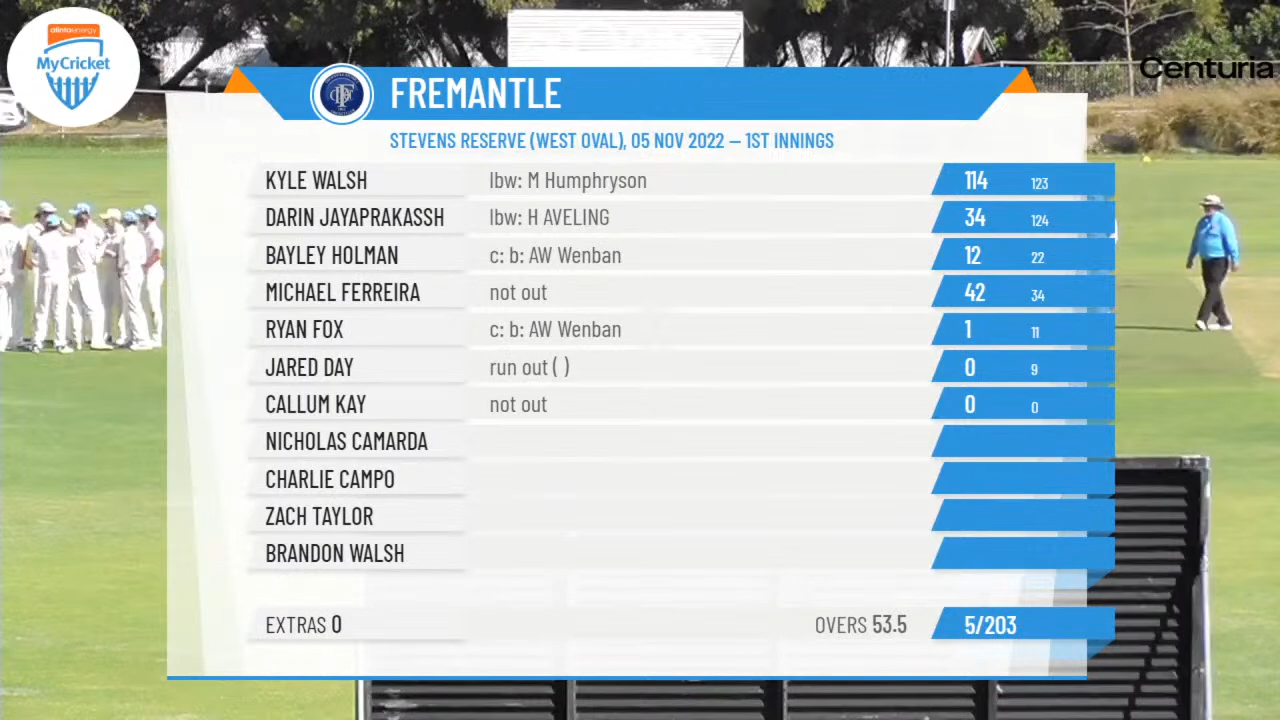 alintaenergy
MyCricket
Centuria
FREMANTLE
STEVENS RESERVE (WEST OVAL), 05 NOV 2022 – 1ST INNINGS
KYLE WALSH lbw: M Humphryson 114 123
DARIN JAYAPRAKASSH lbw: H AVELING 34 124
BAYLEY HOLMAN c: b: AW Wenban 12 22
MICHAEL FERREIRA not out 42 34
RYAN FOX c: b: AW Wenban 1 11
JARED DAY run out ( ) 0 9
CALLUM KAY not out 0 0
NICHOLAS CAMARDA
CHARLIE CAMPO
ZACH TAYLOR
BRANDON WALSH
EXTRAS 0 OVERS 53.5 5/203